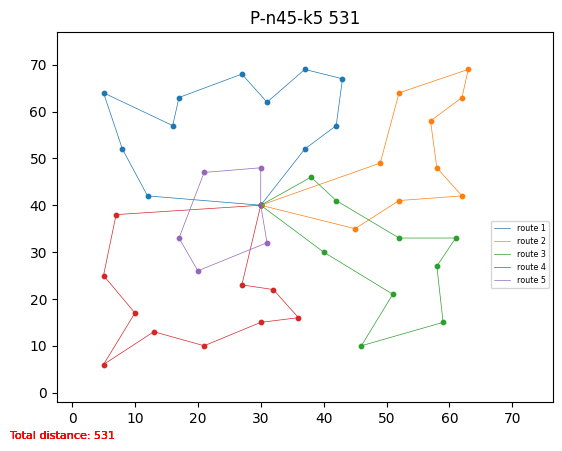 P-n45-k5 531
70
60
50
40
30
20
10
0
route 1
route 2
route 3
route 4
route 5
0 10 20 30 40 50 60 70
Total distance: 531